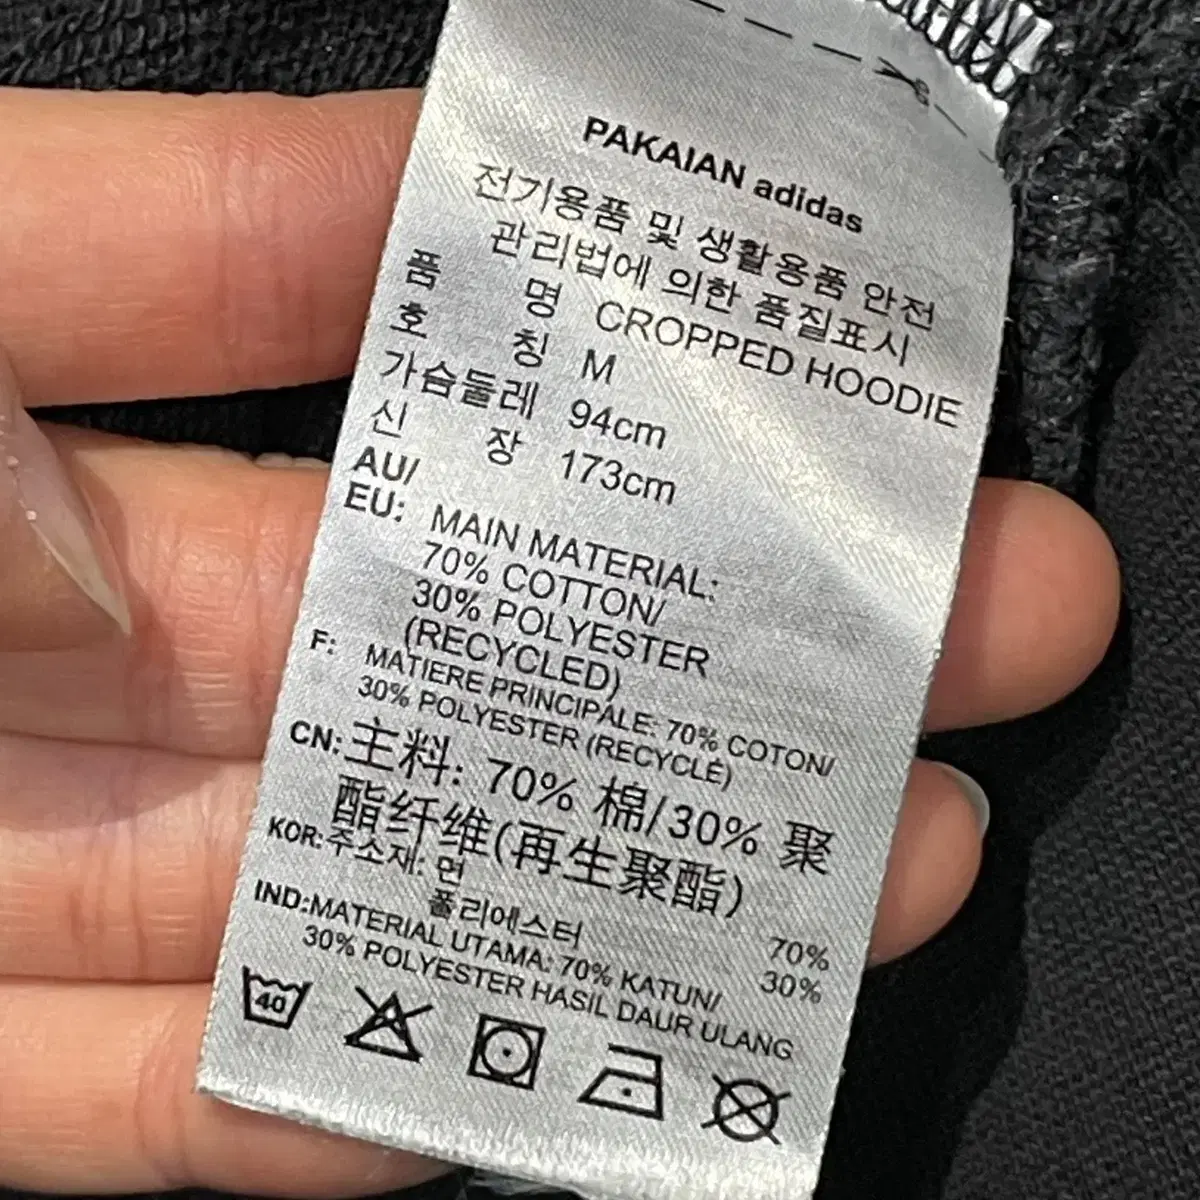 PAKAIAN adidas
전기용품 및 생활용품 안전
관리법에 의한 품질표시
품 명 CROPPED HOODIE
호 칭 M
가슴둘레 94cm
신 장 173cm
AU/
EU: MAIN MATERIAL:
70% COTTON/
30% POLYESTER
(RECYCLED)
F: MATIERE PRINCIPALE: 70% COTON/
30% POLYESTER (RECYCLÉ)
CN: 主料: 70% 棉/30% 聚
酯纤维(再生聚酯)
KOR: 주소재: 면 70%
폴리에스터 30%
IND:MATERIAL UTAMA: 70% KATUN/
30% POLYESTER HASIL DAUR ULANG
40